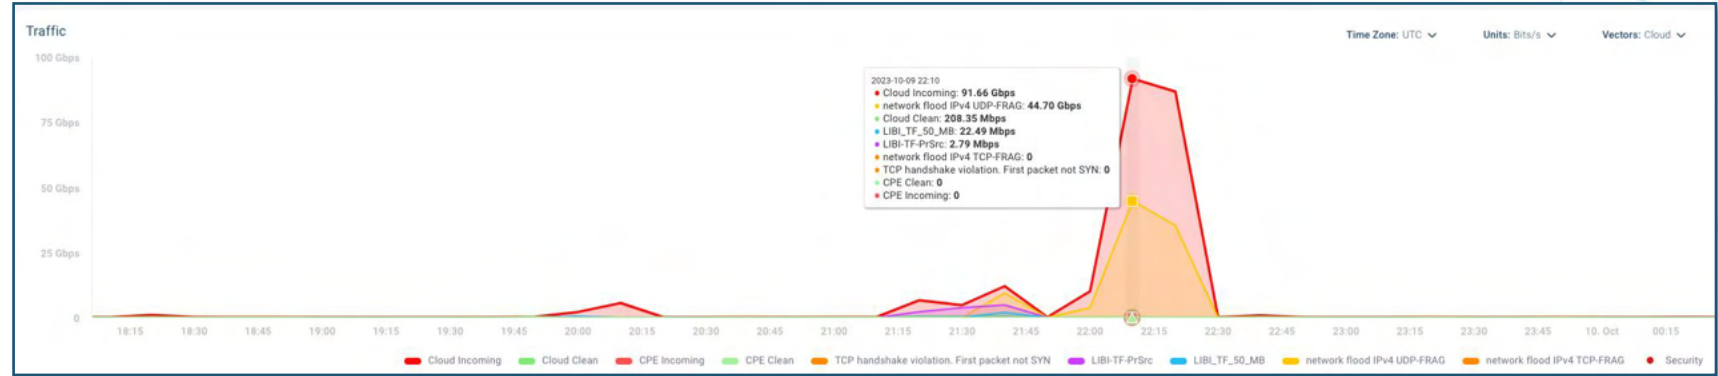 Traffic
Time Zone: UTC Units: Bits/s Vectors: Cloud
100 Gbps
75 Gbps
50 Gbps
25 Gbps
0
2023-10-09 22:10
Cloud Incoming: 91.66 Gbps
network flood IPv4 UDP-FRAG: 44.70 Gbps
Cloud Clean: 208.35 Mbps
LIBI_TF_50_MB: 22.49 Mbps
LIBI-TF-PrSrc: 2.79 Mbps
network flood IPv4 TCP-FRAG: 0
TCP handshake violation. First packet not SYN: 0
CPE Clean: 0
CPE Incoming: 0
18:15 18:30 18:45 19:00 19:15 19:30 19:45 20:00 20:15 20:30 20:45 21:00 21:15 21:30 21:45 22:00 22:15 22:30 22:45 23:00 23:15 23:30 23:45 10. Oct 00:15
Cloud Incoming Cloud Clean CPE Incoming CPE Clean TCP handshake violation. First packet not SYN LIBI-TF-PrSrc LIBI_TF_50_MB network flood IPv4 UDP-FRAG network flood IPv4 TCP-FRAG Security